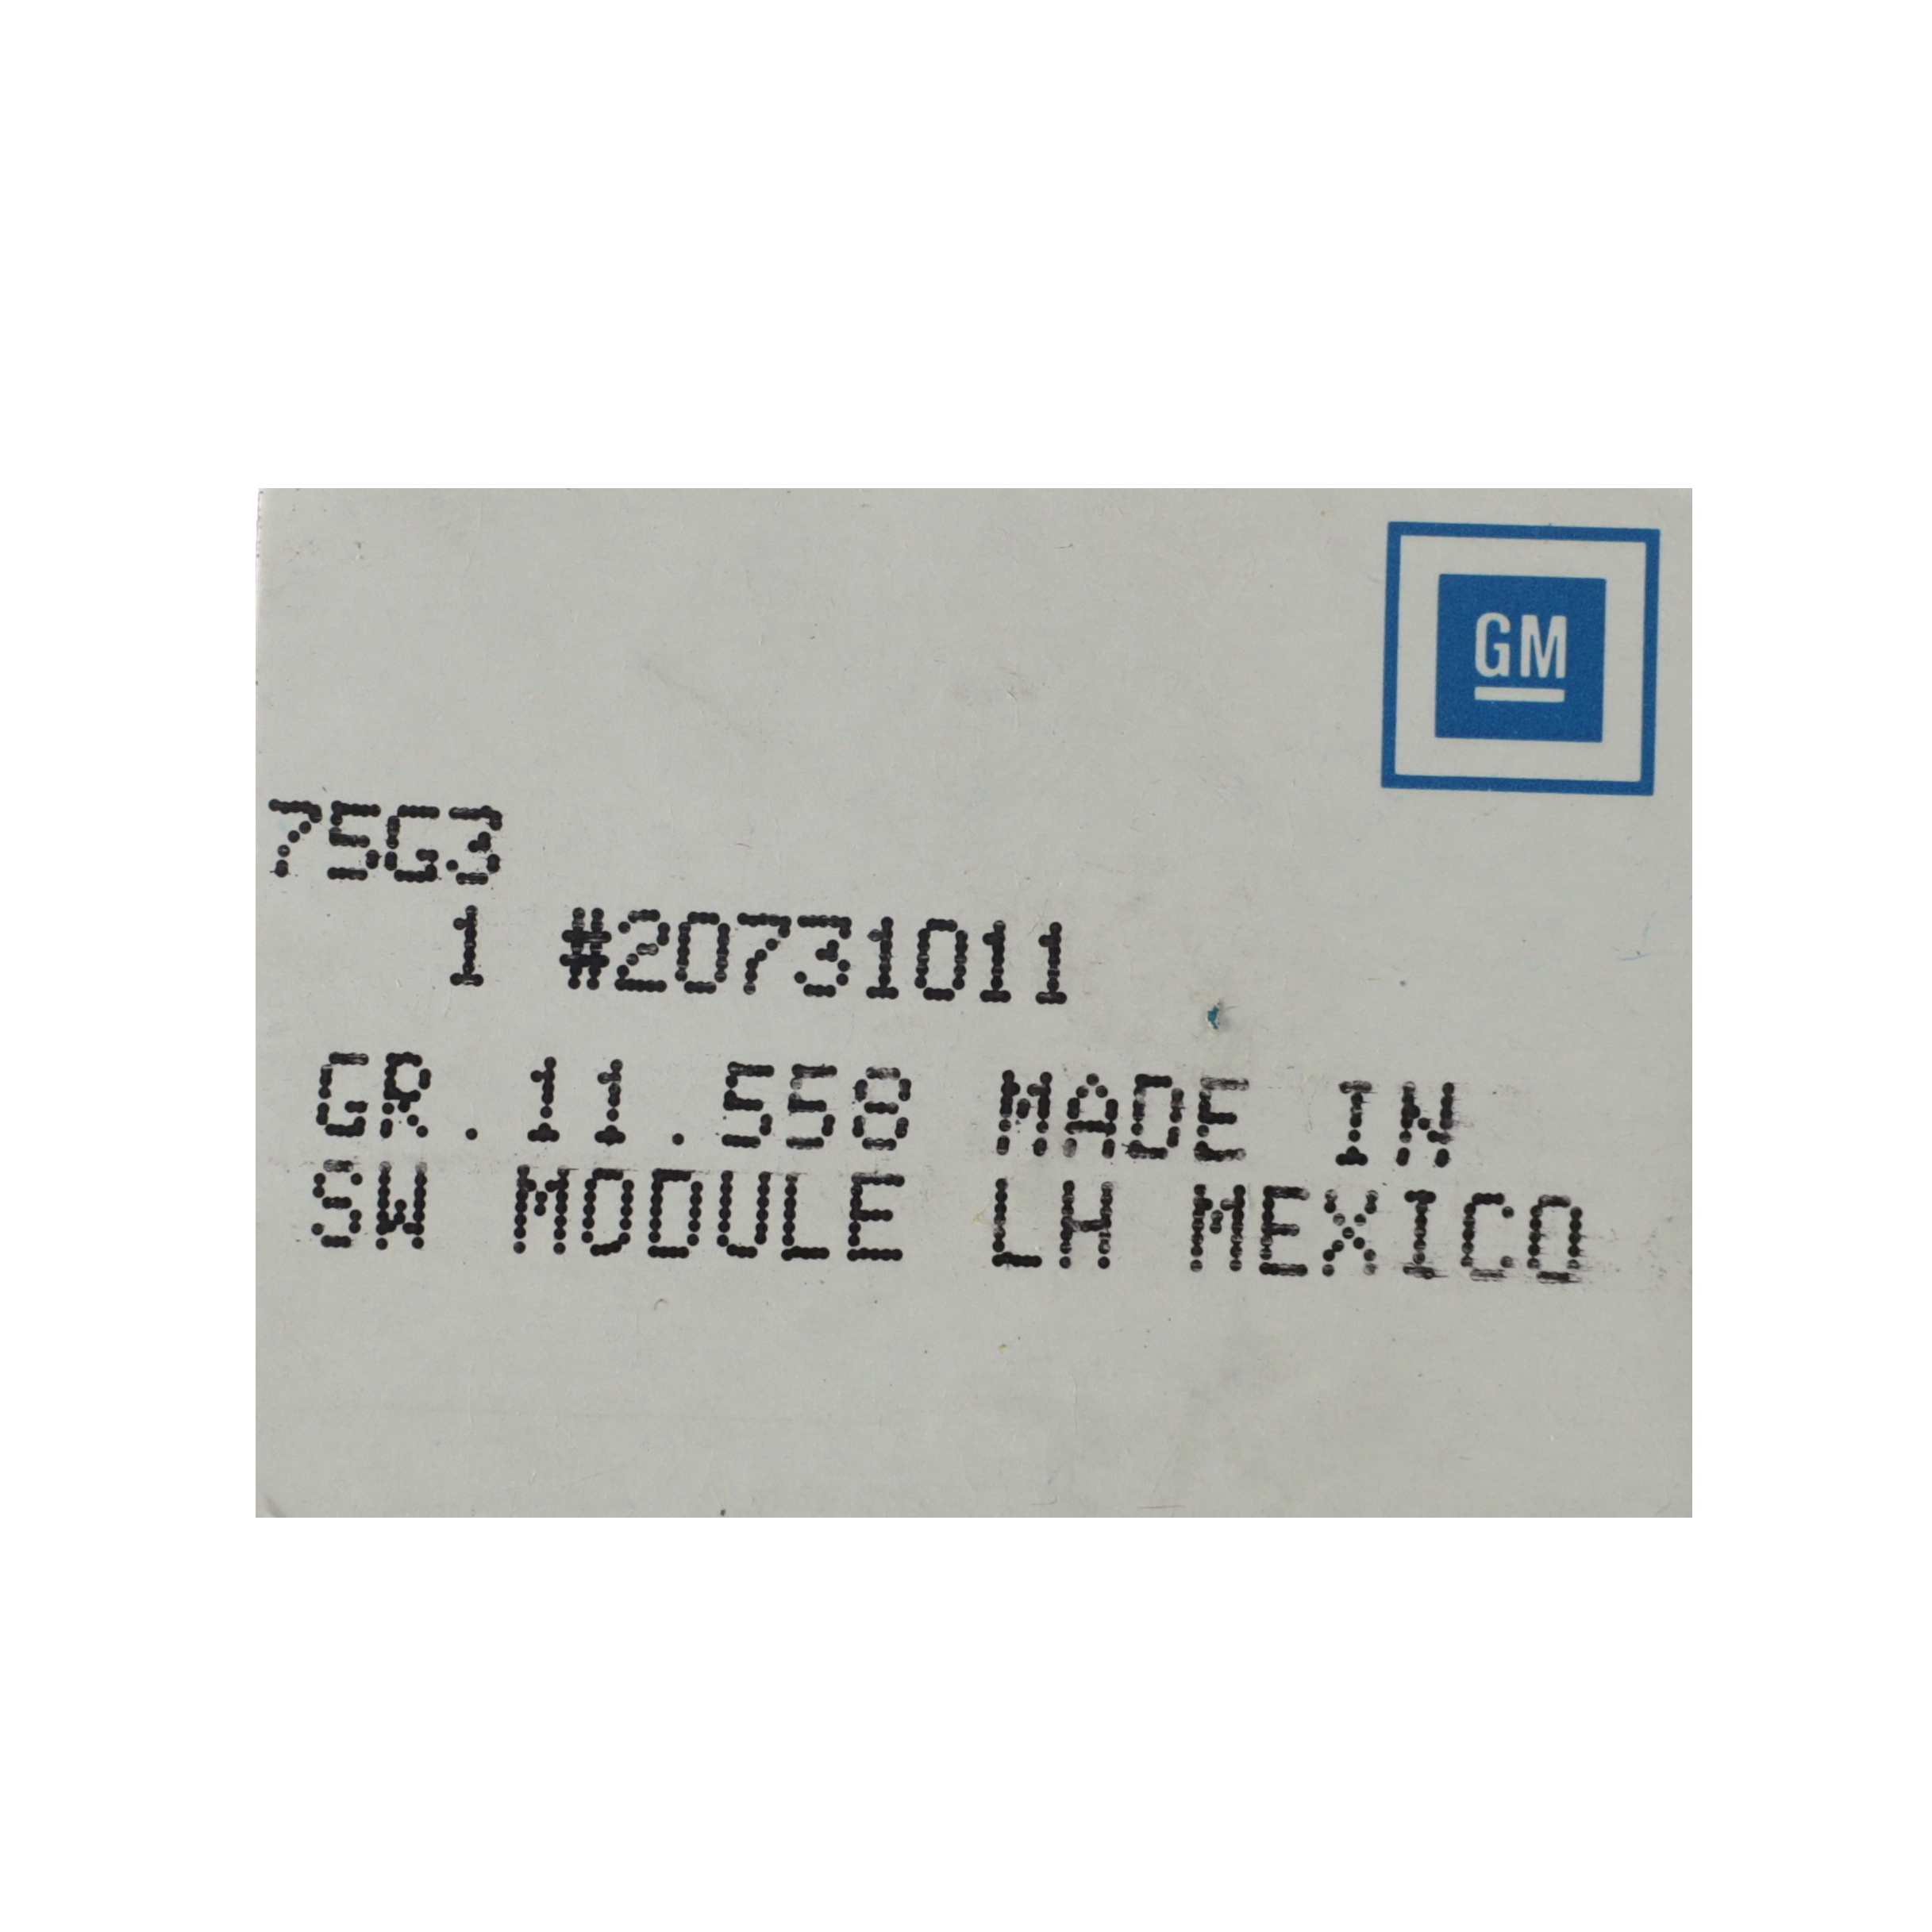 GM
75G3
1 #20731011
GR.11.558 MADE IN
SW MODULE LH MEXICO